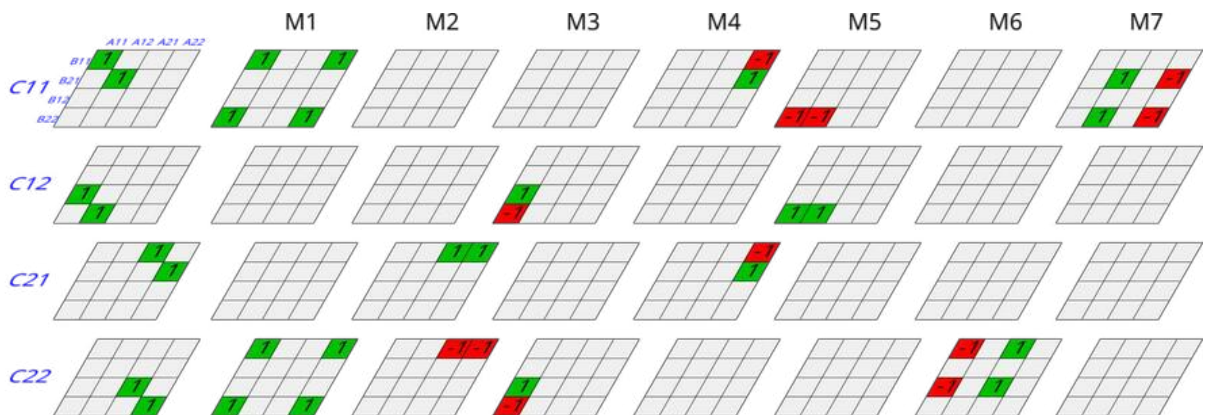 M1 M2 M3 M4 M5 M6 M7
A11 A12 A21 A22
B11 1 1 1 -1
B21 1 1 1 -1
C11
B12
B22 1 1 -1 -1 1 -1
C12
1 1
1 -1 1 1
1 1 1 -1
1 1
C21
1 1 -1 -1 -1 1
C22
1 1 -1 1
1 1 1 -1